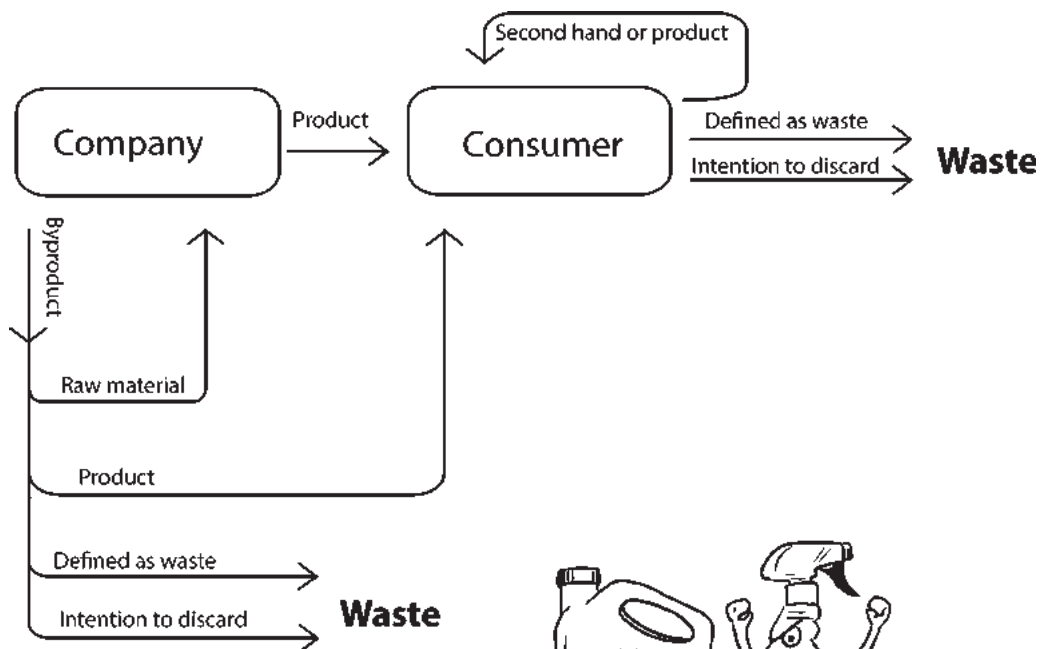 Second hand or product
Company
Product
Consumer
Defined as waste
Intention to discard
Waste
Byproduct
Raw material
Product
Defined as waste
Intention to discard
Waste